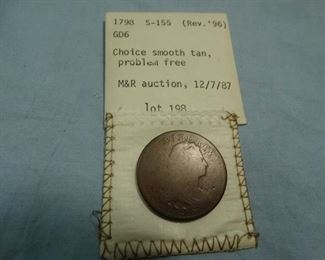 1798 S-155 (Rev.'96)
GD6
Choice smooth tan,
problem free
M&R auction, 12/7/87
lot 198